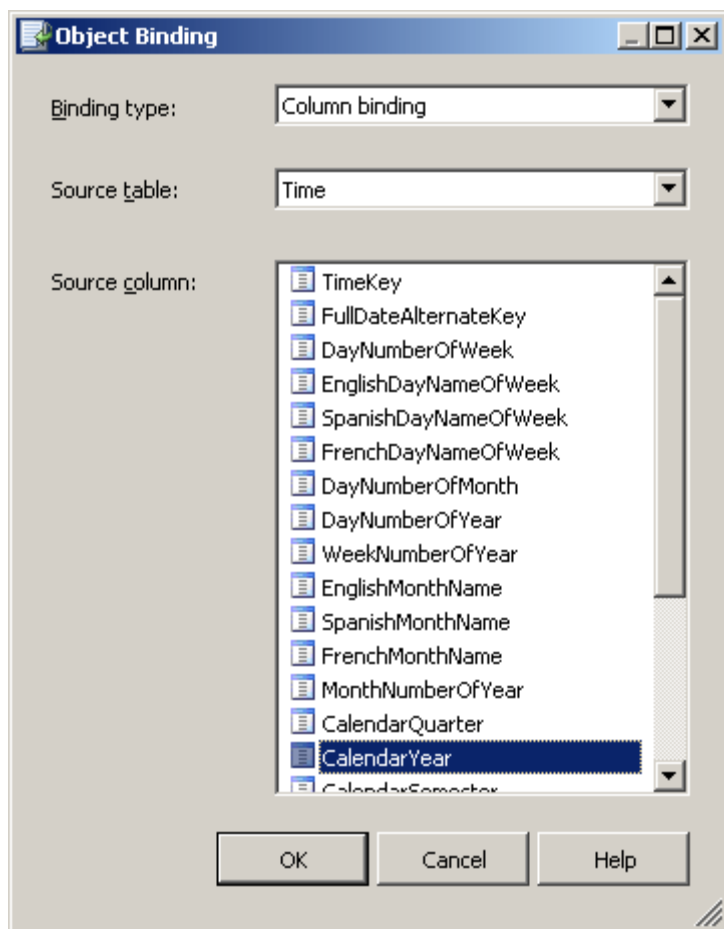 Object Binding
Binding type: Column binding
Source table: Time
Source column: TimeKey
FullDateAlternateKey
DayNumberOfWeek
EnglishDayNameOfWeek
SpanishDayNameOfWeek
FrenchDayNameOfWeek
DayNumberOfMonth
DayNumberOfYear
WeekNumberOfYear
EnglishMonthName
SpanishMonthName
FrenchMonthName
MonthNumberOfYear
CalendarQuarter
CalendarYear
CalendarSemester
OK Cancel Help